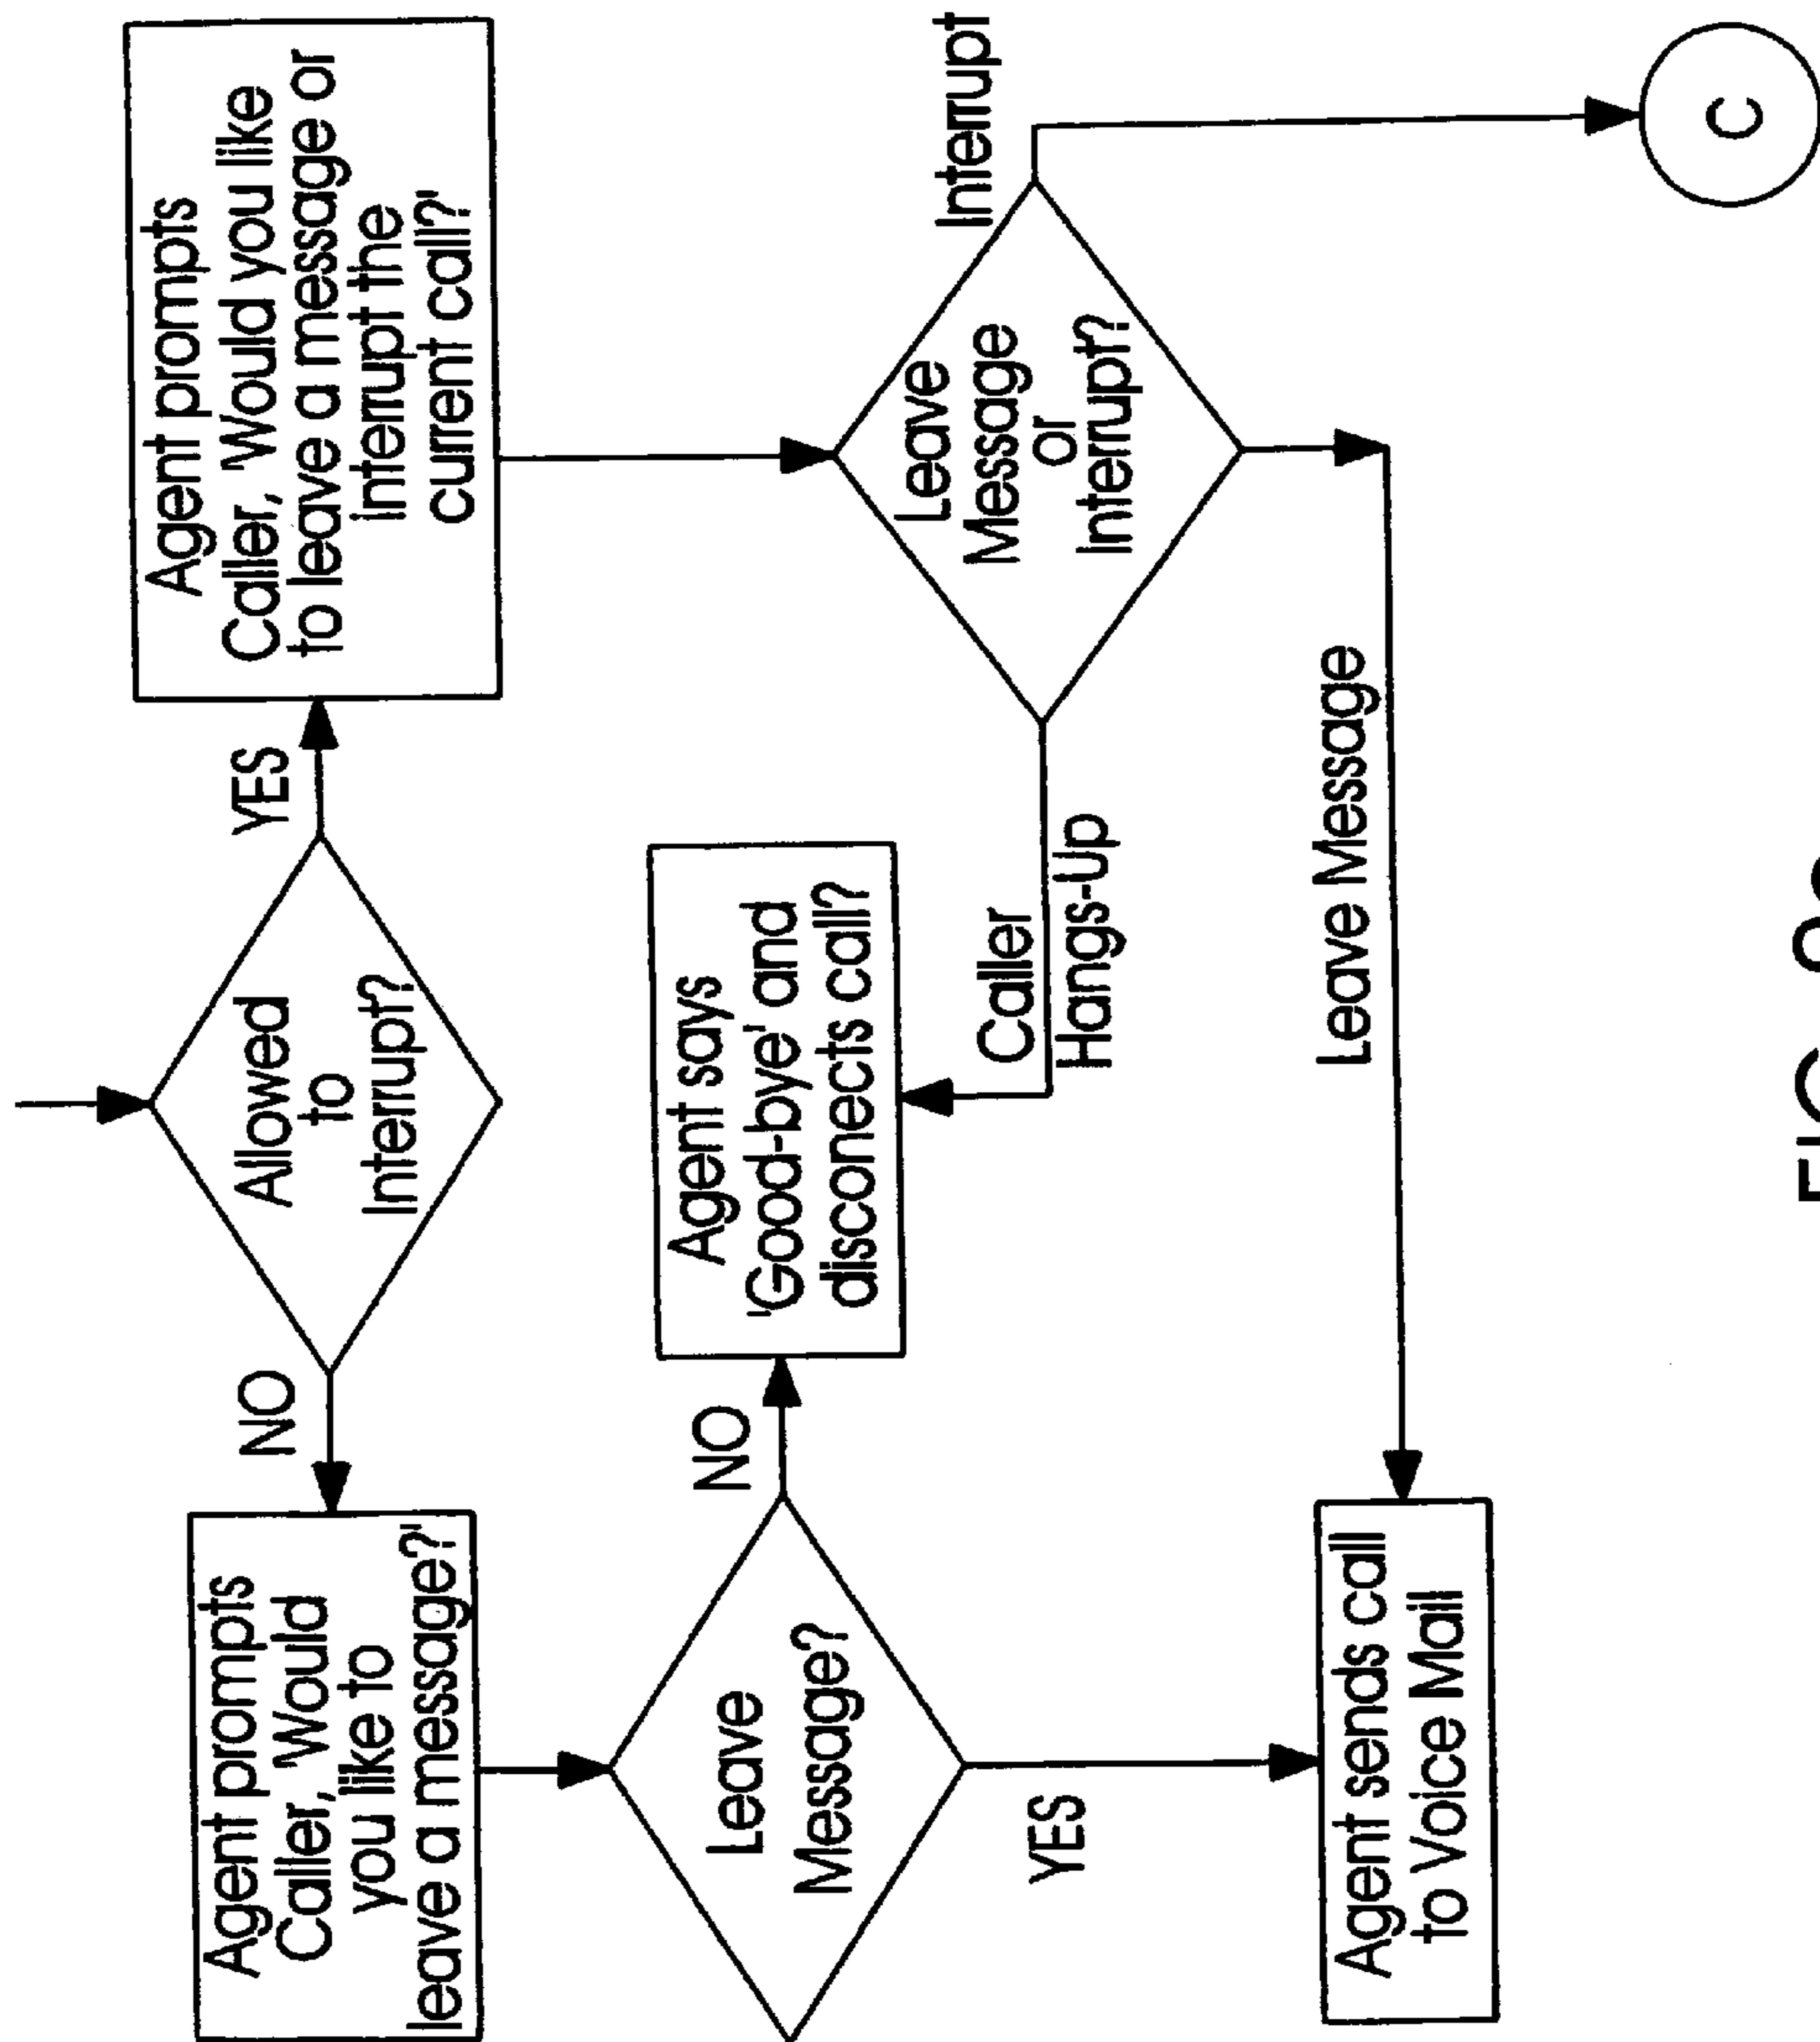 Allowed
to
Interrupt?
NO
YES
Agent prompts
Caller, 'Would
you like to
leave a message?'
Agent prompts
Caller, 'Would you like
to leave a message or
interrupt the
current call?'
Leave
Message?
NO
YES
Agent says
'Good-bye' and
disconects call?
Caller
Hangs-Up
Leave
Message
or
interrupt?
Interrupt
Leave Message
Agent sends call
to Voice Mail
C